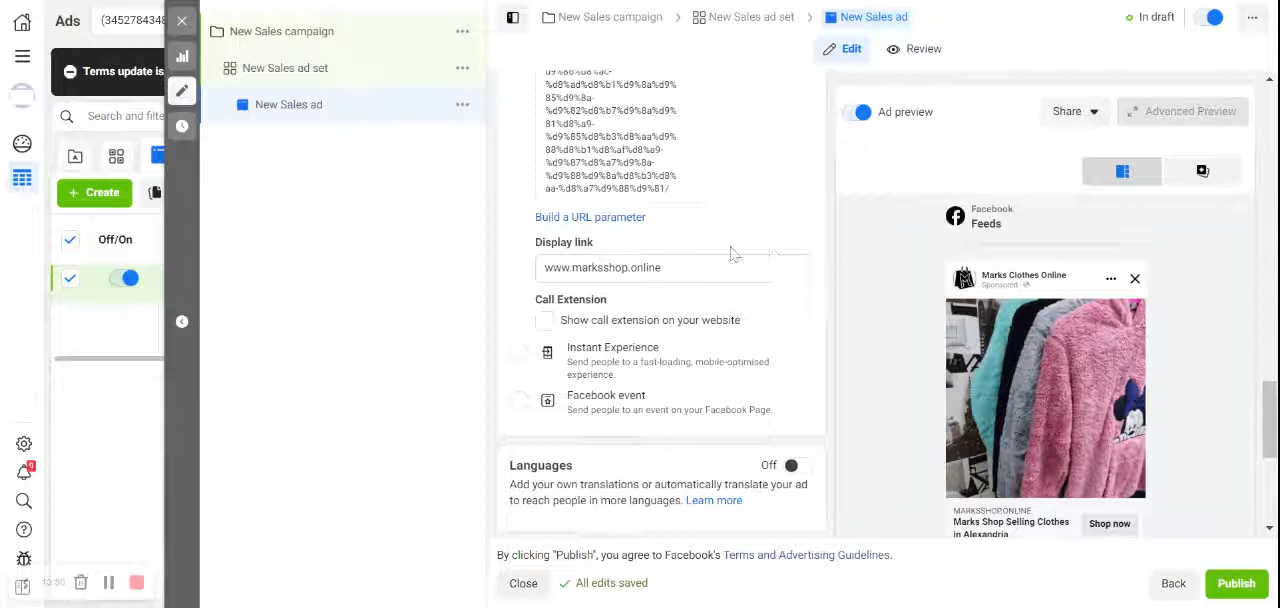 Ads
(3452784348
Terms update is
Search and filte
Create
Off/On
9
13:50
New Sales campaign
New Sales ad set
New Sales ad
New Sales campaign
New Sales ad set
New Sales ad
In draft
Edit
Review
d9%86%d8%ac-
%d8%ad%d8%b1%d9%8a%d9%
85%d9%8a-
%d9%82%d8%b7%d9%8a%d9%
81%d8%a9-
%d9%85%d8%b3%d8%aa%d9%
88%d8%b1%d8%af%d8%a9-
%d9%87%d8%a7%d9%8a-
%d9%88%d9%8a%d8%b3%d8%
aa-%d8%a7%d9%88%d9%81/
Build a URL parameter
Display link
www.marksshop.online
Call Extension
Show call extension on your website
Instant Experience
Send people to a fast-loading, mobile-optimised
experience.
Facebook event
Send people to an event on your Facebook Page.
Languages
Off
Add your own translations or automatically translate your ad
to reach people in more languages. Learn more
Ad preview
Share
Advanced Preview
Facebook
Feeds
Marks Clothes Online
Sponsored
MARKSSHOP.ONLINE
Marks Shop Selling Clothes
in Alexandria
Shop now
By clicking "Publish", you agree to Facebook's Terms and Advertising Guidelines.
Close
All edits saved
Back
Publish